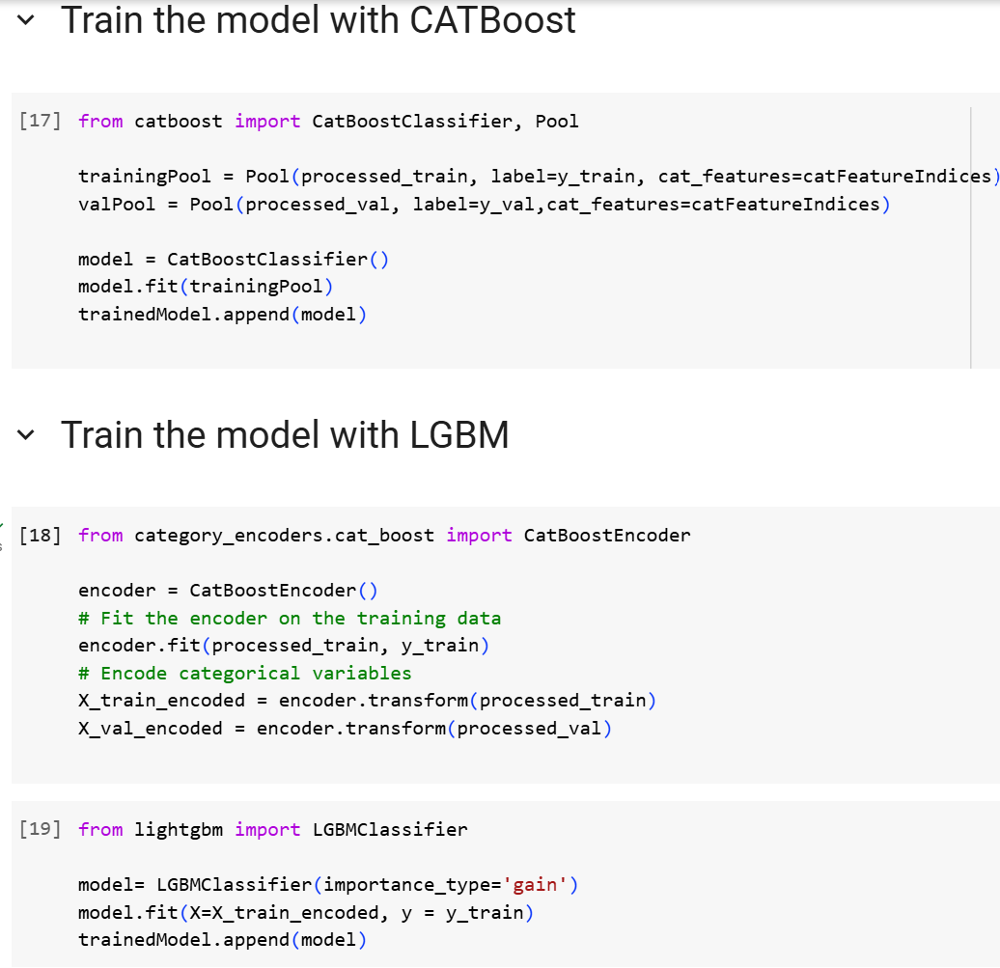 Train the model with CATBoost
[17] from catboost import CatBoostClassifier, Pool
trainingPool = Pool(processed_train, label=y_train, cat_features=catFeatureIndices)
valPool = Pool(processed_val, label=y_val,cat_features=catFeatureIndices)
model = CatBoostClassifier()
model.fit(trainingPool)
trainedModel.append(model)
Train the model with LGBM
[18] from category_encoders.cat_boost import CatBoostEncoder
encoder = CatBoostEncoder()
# Fit the encoder on the training data
encoder.fit(processed_train, y_train)
# Encode categorical variables
X_train_encoded = encoder.transform(processed_train)
X_val_encoded = encoder.transform(processed_val)
[19] from lightgbm import LGBMClassifier
model= LGBMClassifier(importance_type='gain')
model.fit(X=X_train_encoded, y = y_train)
trainedModel.append(model)